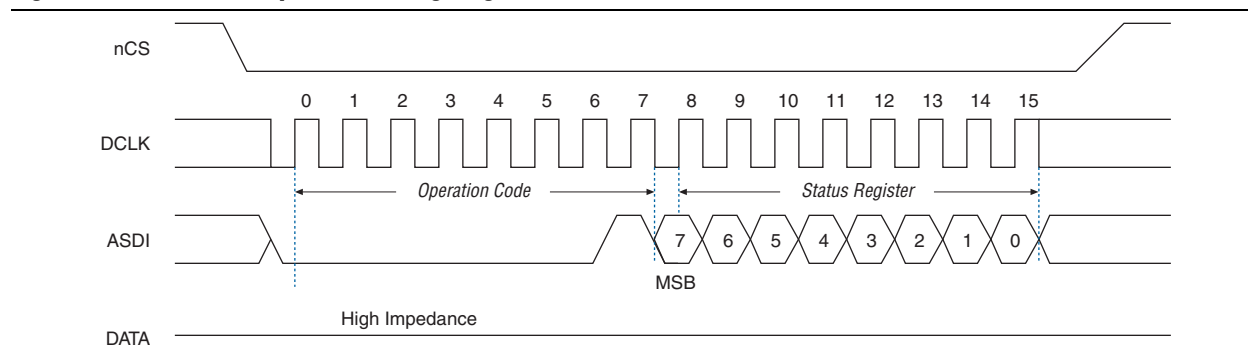 nCS
0 1 2 3 4 5 6 7 8 9 10 11 12 13 14 15
DCLK
Operation Code Status Register
ASDI
7 6 5 4 3 2 1 0
MSB
High Impedance
DATA